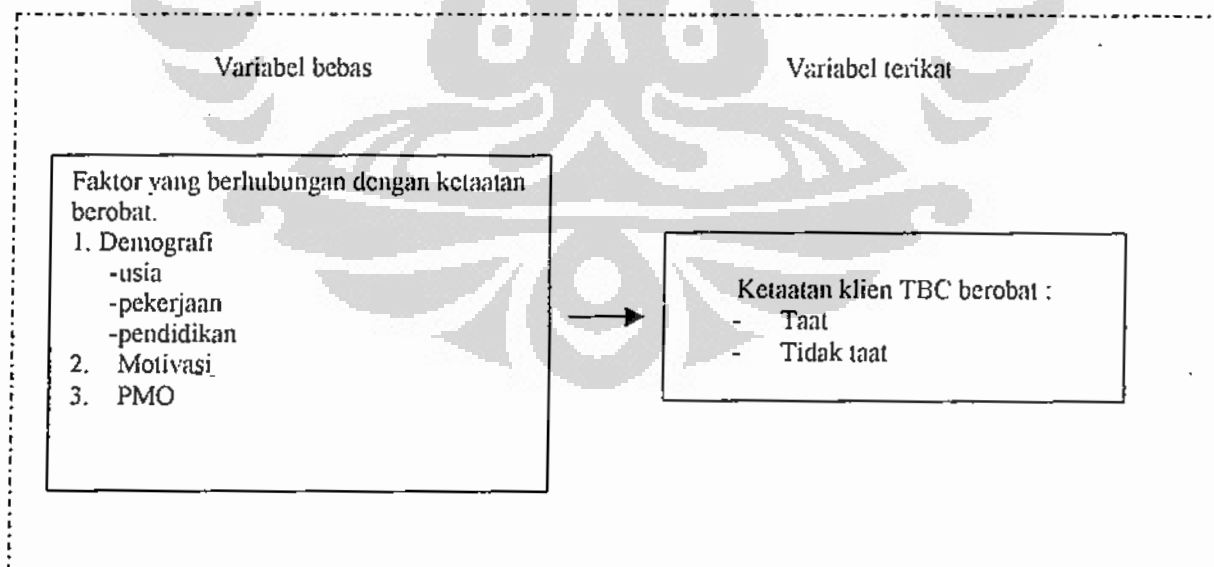 Variabel bebas
Variabel terikat
Faktor yang berhubungan dengan ketaatan
berobat.
1. Demografi
-usia
-pekerjaan
-pendidikan
2. Motivasi
3. PMO
Ketaatan klien TBC berobat :
- Taat
- Tidak taat